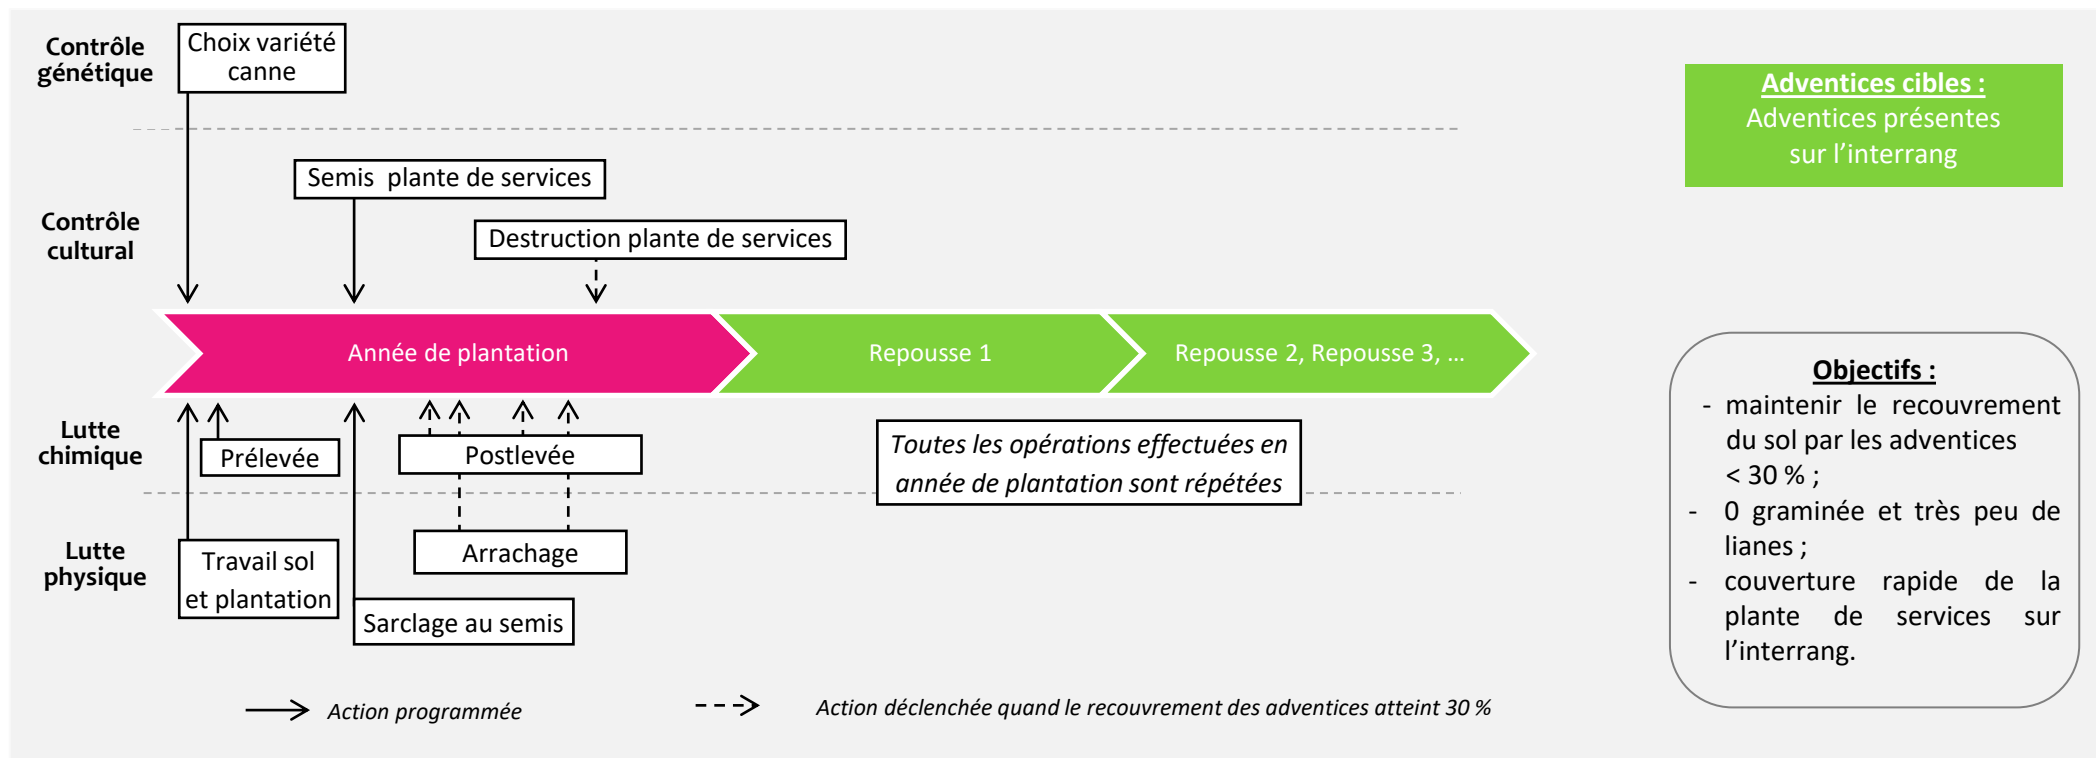 Contrôle
génétique
Choix variété
canne
Adventices cibles :
Adventices présentes
sur l'interrang
Semis plante de services
Contrôle
cultural
Destruction plante de services
Année de plantation
Repousse 1
Repousse 2, Repousse 3, ...
Lutte
chimique
Prélevée
Postlevée
Toutes les opérations effectuées en
année de plantation sont répétées
Lutte
physique
Travail sol
et plantation
Arrachage
Sarclage au semis
Objectifs :
- maintenir le recouvrement
du sol par les adventices
< 30 % ;
- 0 graminée et très peu de
lianes ;
- couverture rapide de la
plante de services sur
l'interrang.
Action programmée
Action déclenchée quand le recouvrement des adventices atteint 30 %